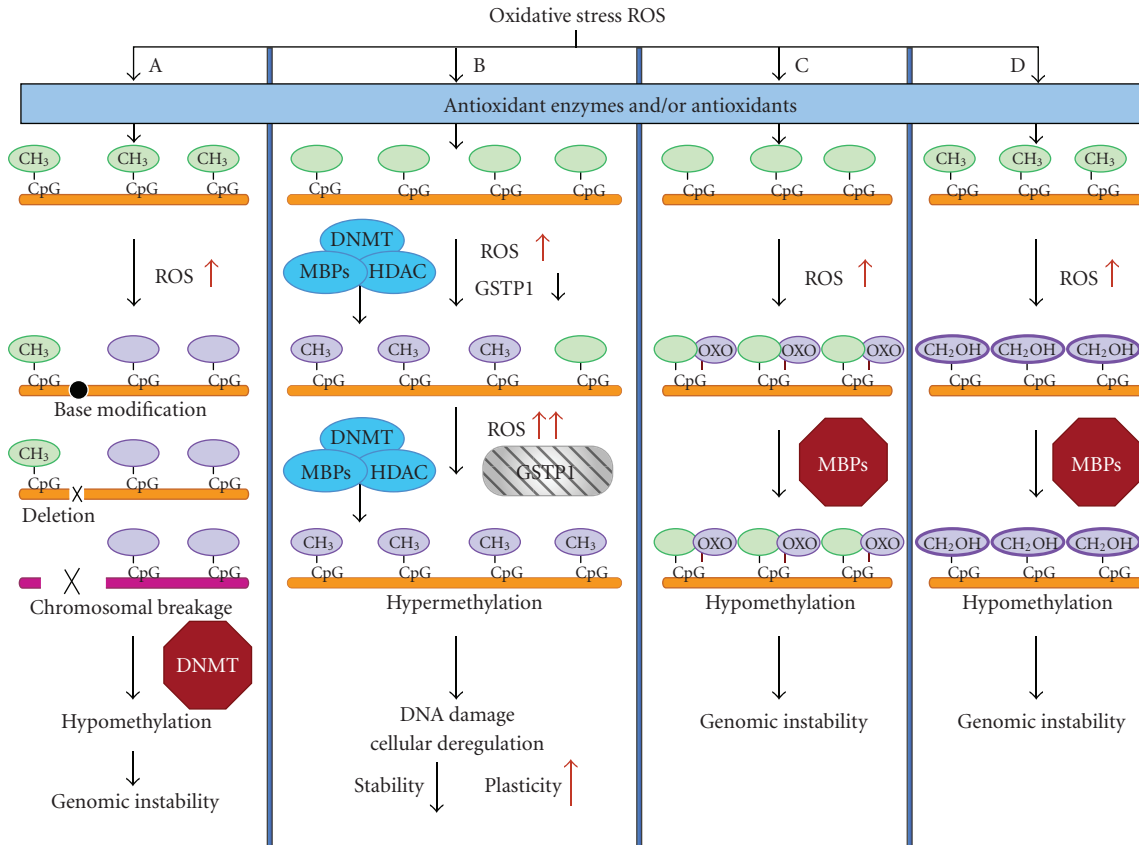 Oxidative stress ROS
A
B
C
D
Antioxidant enzymes and/or antioxidants
CH₃ CH₃ CH₃
CpG CpG CpG
ROS
CH₃
CpG CpG CpG
Base modification
CH₃
CpG CpG CpG
X
Deletion
CpG CpG
X
Chromosomal breakage
DNMT
Hypomethylation
Genomic instability
CpG CpG CpG CpG
DNMT
MBPs HDAC
ROS
GSTP1
CH₃ CH₃ CH₃
CpG CpG CpG CpG
DNMT
MBPs HDAC
ROS
GSTP1
CH₃ CH₃ CH₃ CH₃
CpG CpG CpG CpG
Hypermethylation
DNA damage
cellular deregulation
Stability Plasticity
CpG CpG CpG
ROS
OXO OXO OXO
CpG CpG CpG
MBPs
OXO OXO OXO
CpG CpG CpG
Hypomethylation
Genomic instability
CH₃ CH₃ CH₃
CpG CpG CpG
ROS
CH₂OH CH₂OH CH₂OH
CpG CpG CpG
MBPs
CH₂OH CH₂OH CH₂OH
CpG CpG CpG
Hypomethylation
Genomic instability